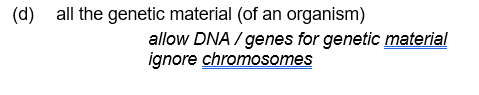 (d) all the genetic material (of an organism)
allow DNA / genes for genetic material
ignore chromosomes